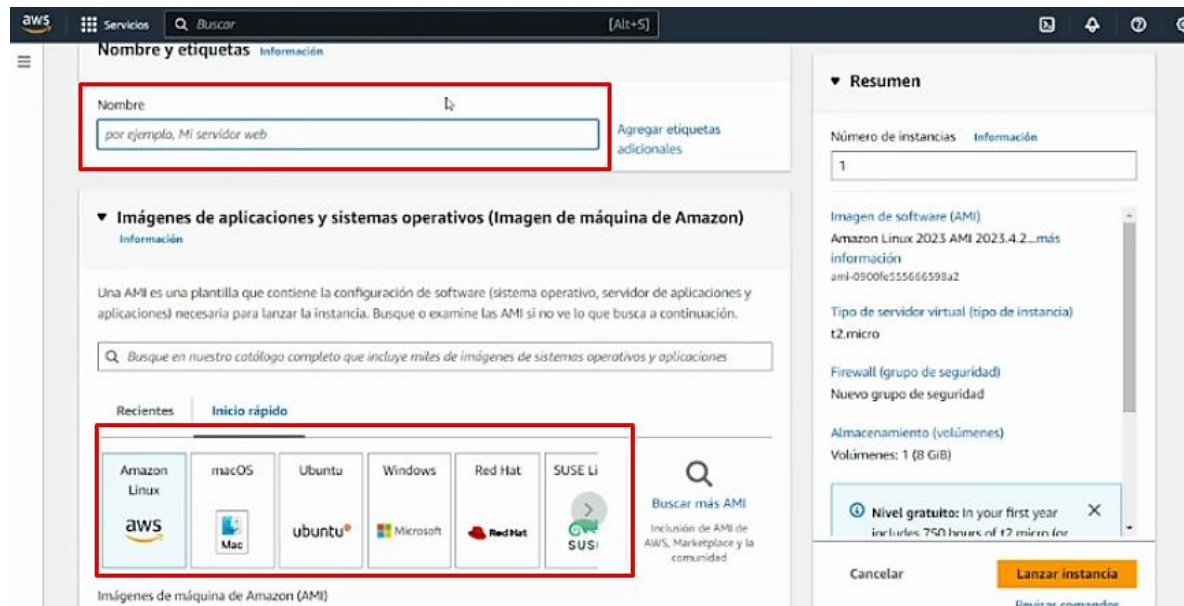 aws
Servicios
Buscar
[Alt+S]
Nombre y etiquetas Información
Nombre
por ejemplo, Mi servidor web
Agregar etiquetas
adicionales
Imágenes de aplicaciones y sistemas operativos (Imagen de máquina de Amazon)
Información
Una AMI es una plantilla que contiene la configuración de software (sistema operativo, servidor de aplicaciones y
aplicaciones) necesaria para lanzar la instancia. Busque o examine las AMI si no ve lo que busca a continuación.
Busque en nuestro catálogo completo que incluye miles de imágenes de sistemas operativos y aplicaciones
Recientes
Inicio rápido
Amazon
Linux
aws
macOS
Mac
Ubuntu
ubuntu
Windows
Microsoft
Red Hat
Red Hat
SUSE Li
SUS
Buscar más AMI
Inclusión de AMI de
AWS, Marketplace y la
comunidad
Imágenes de máquina de Amazon (AMI)
Resumen
Número de instancias Información
1
Imagen de software (AMI)
Amazon Linux 2023 AMI 2023.4.2...más
información
ami-0900fe555666598a2
Tipo de servidor virtual (tipo de instancia)
t2.micro
Firewall (grupo de seguridad)
Nuevo grupo de seguridad
Almacenamiento (volúmenes)
Volúmenes: 1 (8 GiB)
Nivel gratuito: In your first year
includes 750 hours of t2.micro (or
Cancelar
Lanzar instancia
Revisar comandos